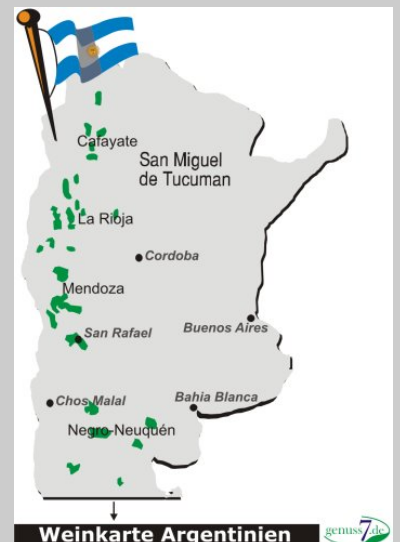 Cafayate
San Miguel
de Tucuman
La Rioja
Cordoba
Mendoza
San Rafael
Buenos Aires
Chos Malal
Bahia Blanca
Negro-Neuquén
Weinkarte Argentinien
genuss7.de